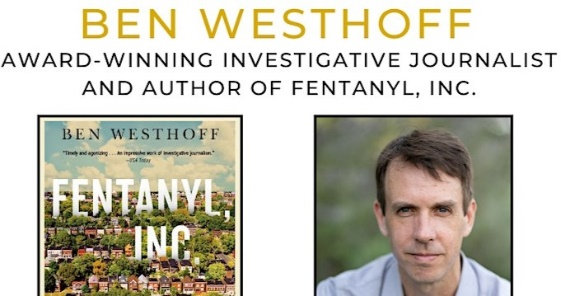 BEN WESTHOFF
AWARD-WINNING INVESTIGATIVE JOURNALIST
AND AUTHOR OF FENTANYL, INC.
BEN WESTHOFF
"Timely and agonizing . . . An impressive work of investigative journalism."
—USA Today
FENTANYL,
INC.